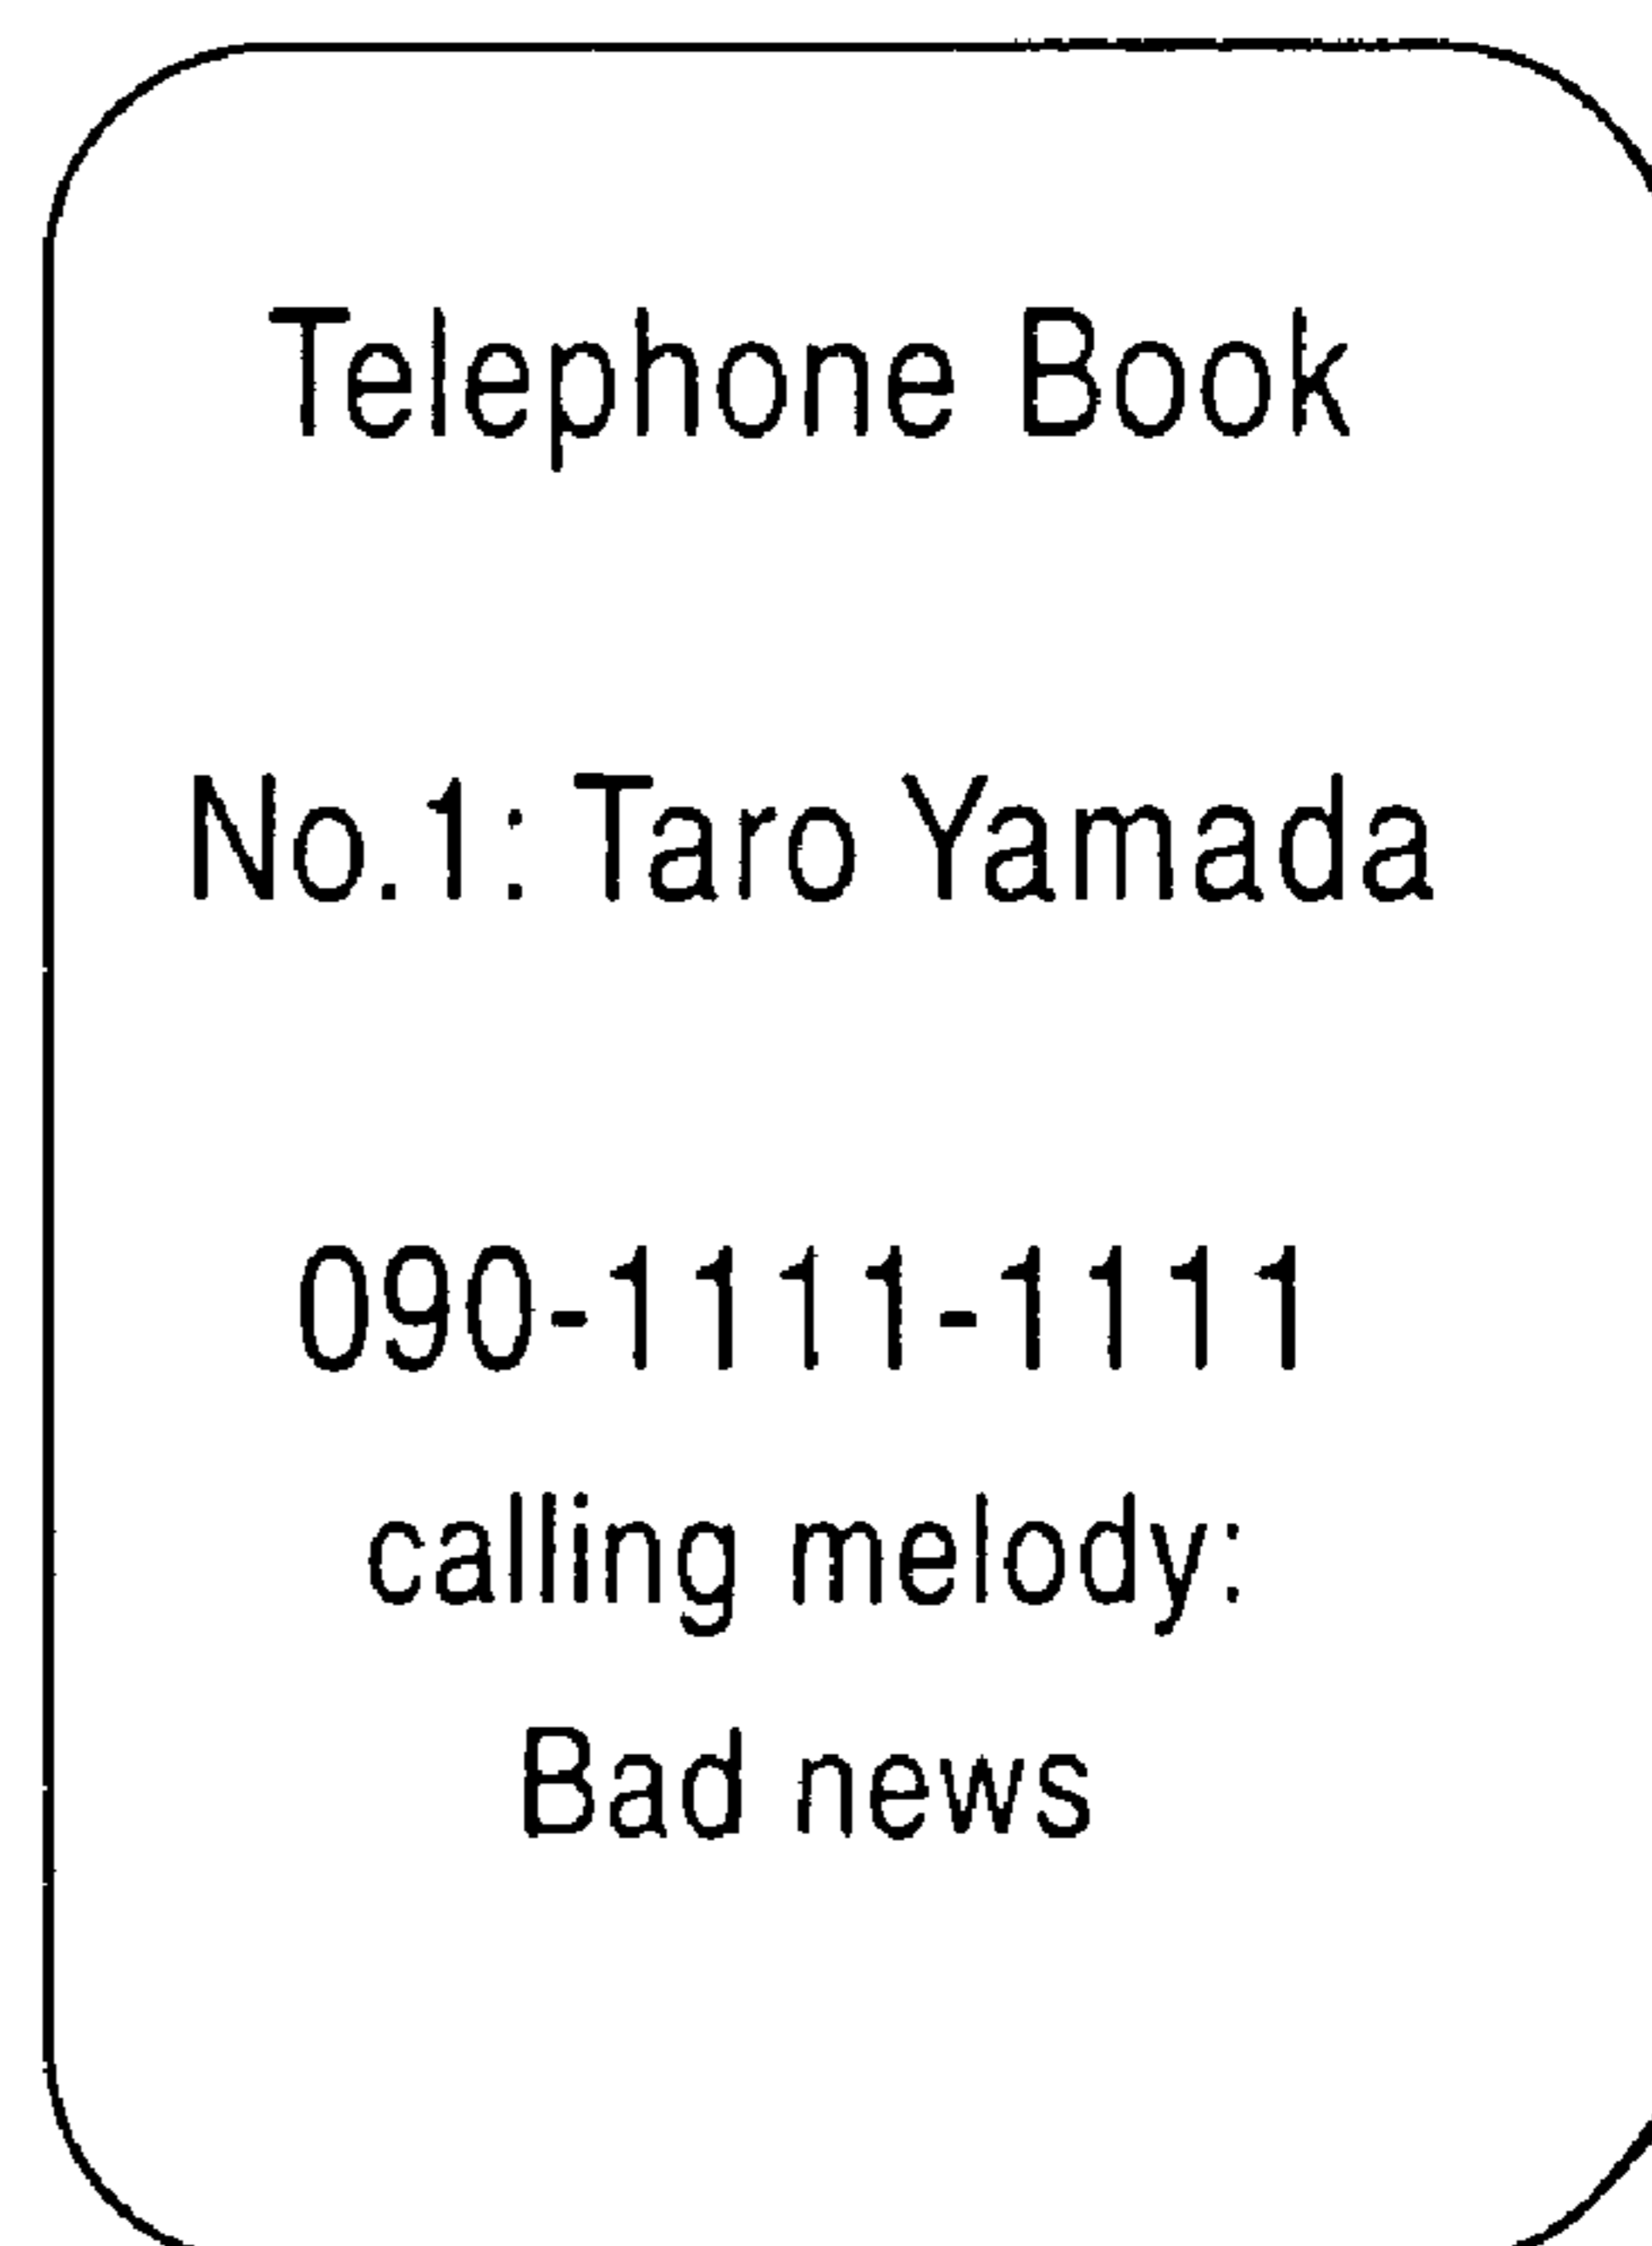 Telephone Book
No.1: Taro Yamada
090-1111-1111
calling melody:
Bad news